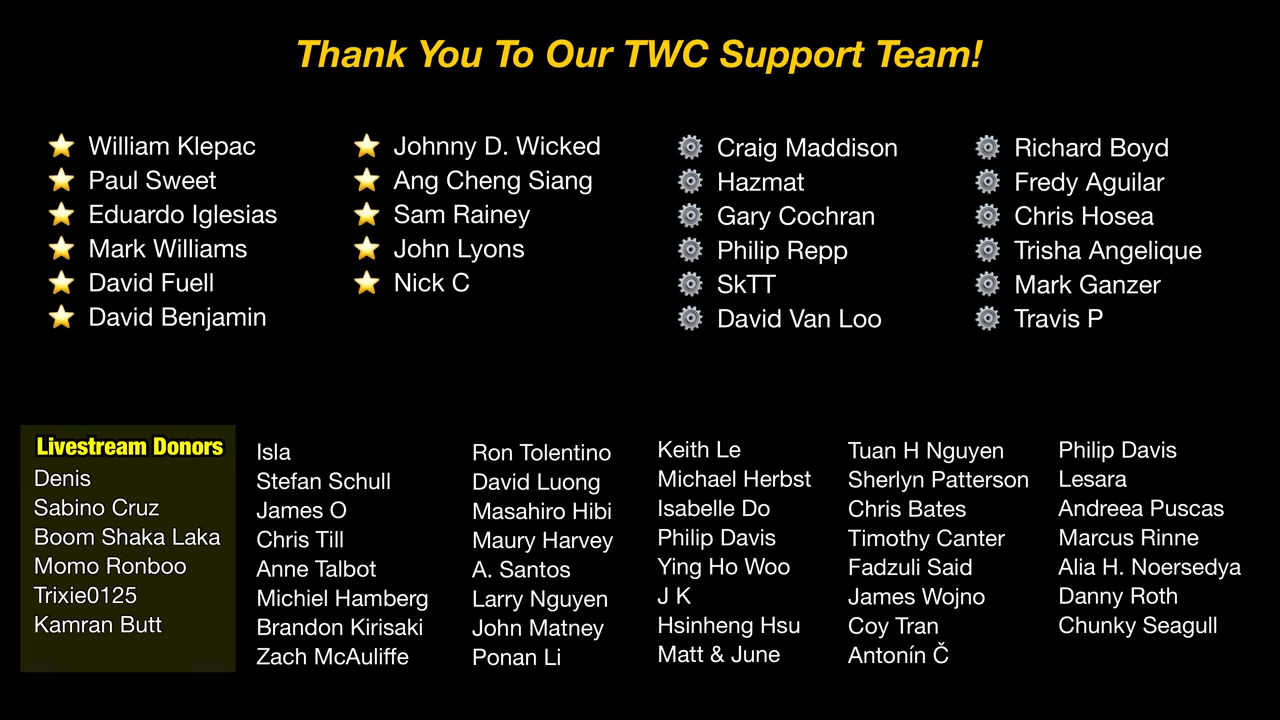 Thank You To Our TWC Support Team!
William Klepac
Paul Sweet
Eduardo Iglesias
Mark Williams
David Fuell
David Benjamin
Johnny D. Wicked
Ang Cheng Siang
Sam Rainey
John Lyons
Nick C
Craig Maddison
Hazmat
Gary Cochran
Philip Repp
SkTT
David Van Loo
Richard Boyd
Fredy Aguilar
Chris Hosea
Trisha Angelique
Mark Ganzer
Travis P
Livestream Donors
Denis
Sabino Cruz
Boom Shaka Laka
Momo Ronboo
Trixie0125
Kamran Butt
Isla
Stefan Schull
James O
Chris Till
Anne Talbot
Michiel Hamberg
Brandon Kirisaki
Zach McAuliffe
Ron Tolentino
David Luong
Masahiro Hibi
Maury Harvey
A. Santos
Larry Nguyen
John Matney
Ponan Li
Keith Le
Michael Herbst
Isabelle Do
Philip Davis
Ying Ho Woo
J K
Hsinheng Hsu
Matt & June
Tuan H Nguyen
Sherlyn Patterson
Chris Bates
Timothy Canter
Fadzuli Said
James Wojno
Coy Tran
Antonín Č
Philip Davis
Lesara
Andreea Puscas
Marcus Rinne
Alia H. Noersedya
Danny Roth
Chunky Seagull